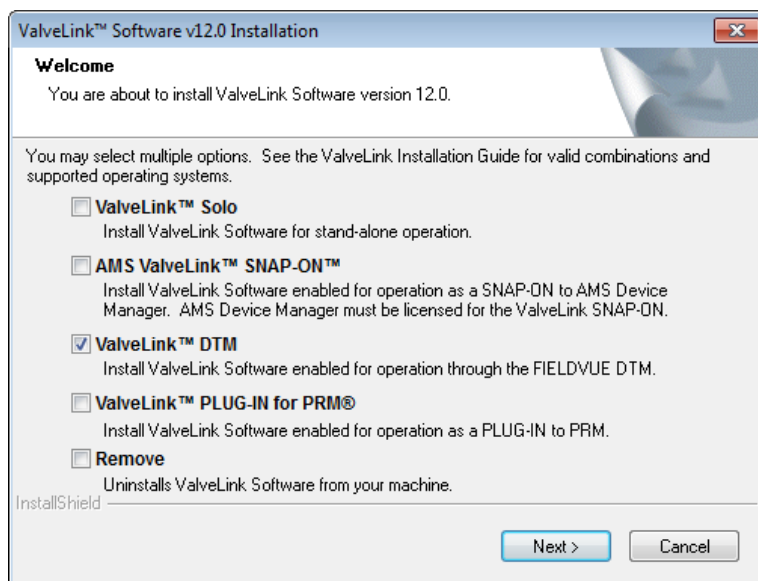 ValveLink™ Software v12.0 Installation
Welcome
You are about to install ValveLink Software version 12.0.
You may select multiple options.  See the ValveLink Installation Guide for valid combinations and
supported operating systems.
ValveLink™ Solo
Install ValveLink Software for stand-alone operation.
AMS ValveLink™ SNAP-ON™
Install ValveLink Software enabled for operation as a SNAP-ON to AMS Device
Manager.  AMS Device Manager must be licensed for the ValveLink SNAP-ON.
ValveLink™ DTM
Install ValveLink Software enabled for operation through the FIELDVUE DTM.
ValveLink™ PLUG-IN for PRM®
Install ValveLink Software enabled for operation as a PLUG-IN to PRM.
Remove
Uninstalls ValveLink Software from your machine.
InstallShield
Next >
Cancel